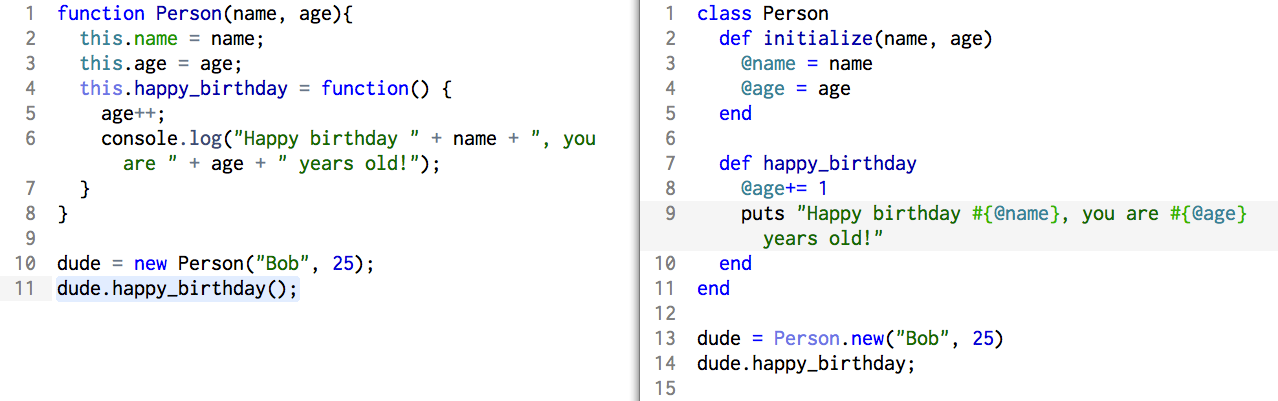 1 function Person(name, age){
2   this.name = name;
3   this.age = age;
4   this.happy_birthday = function() {
5     age++;
6     console.log("Happy birthday " + name + ", you
      are " + age + " years old!");
7   }
8 }
9
10 dude = new Person("Bob", 25);
11 dude.happy_birthday();
1 class Person
2   def initialize(name, age)
3     @name = name
4     @age = age
5   end
6
7   def happy_birthday
8     @age+= 1
9     puts "Happy birthday #{@name}, you are #{@age}
      years old!"
10   end
11 end
12
13 dude = Person.new("Bob", 25)
14 dude.happy_birthday;
15